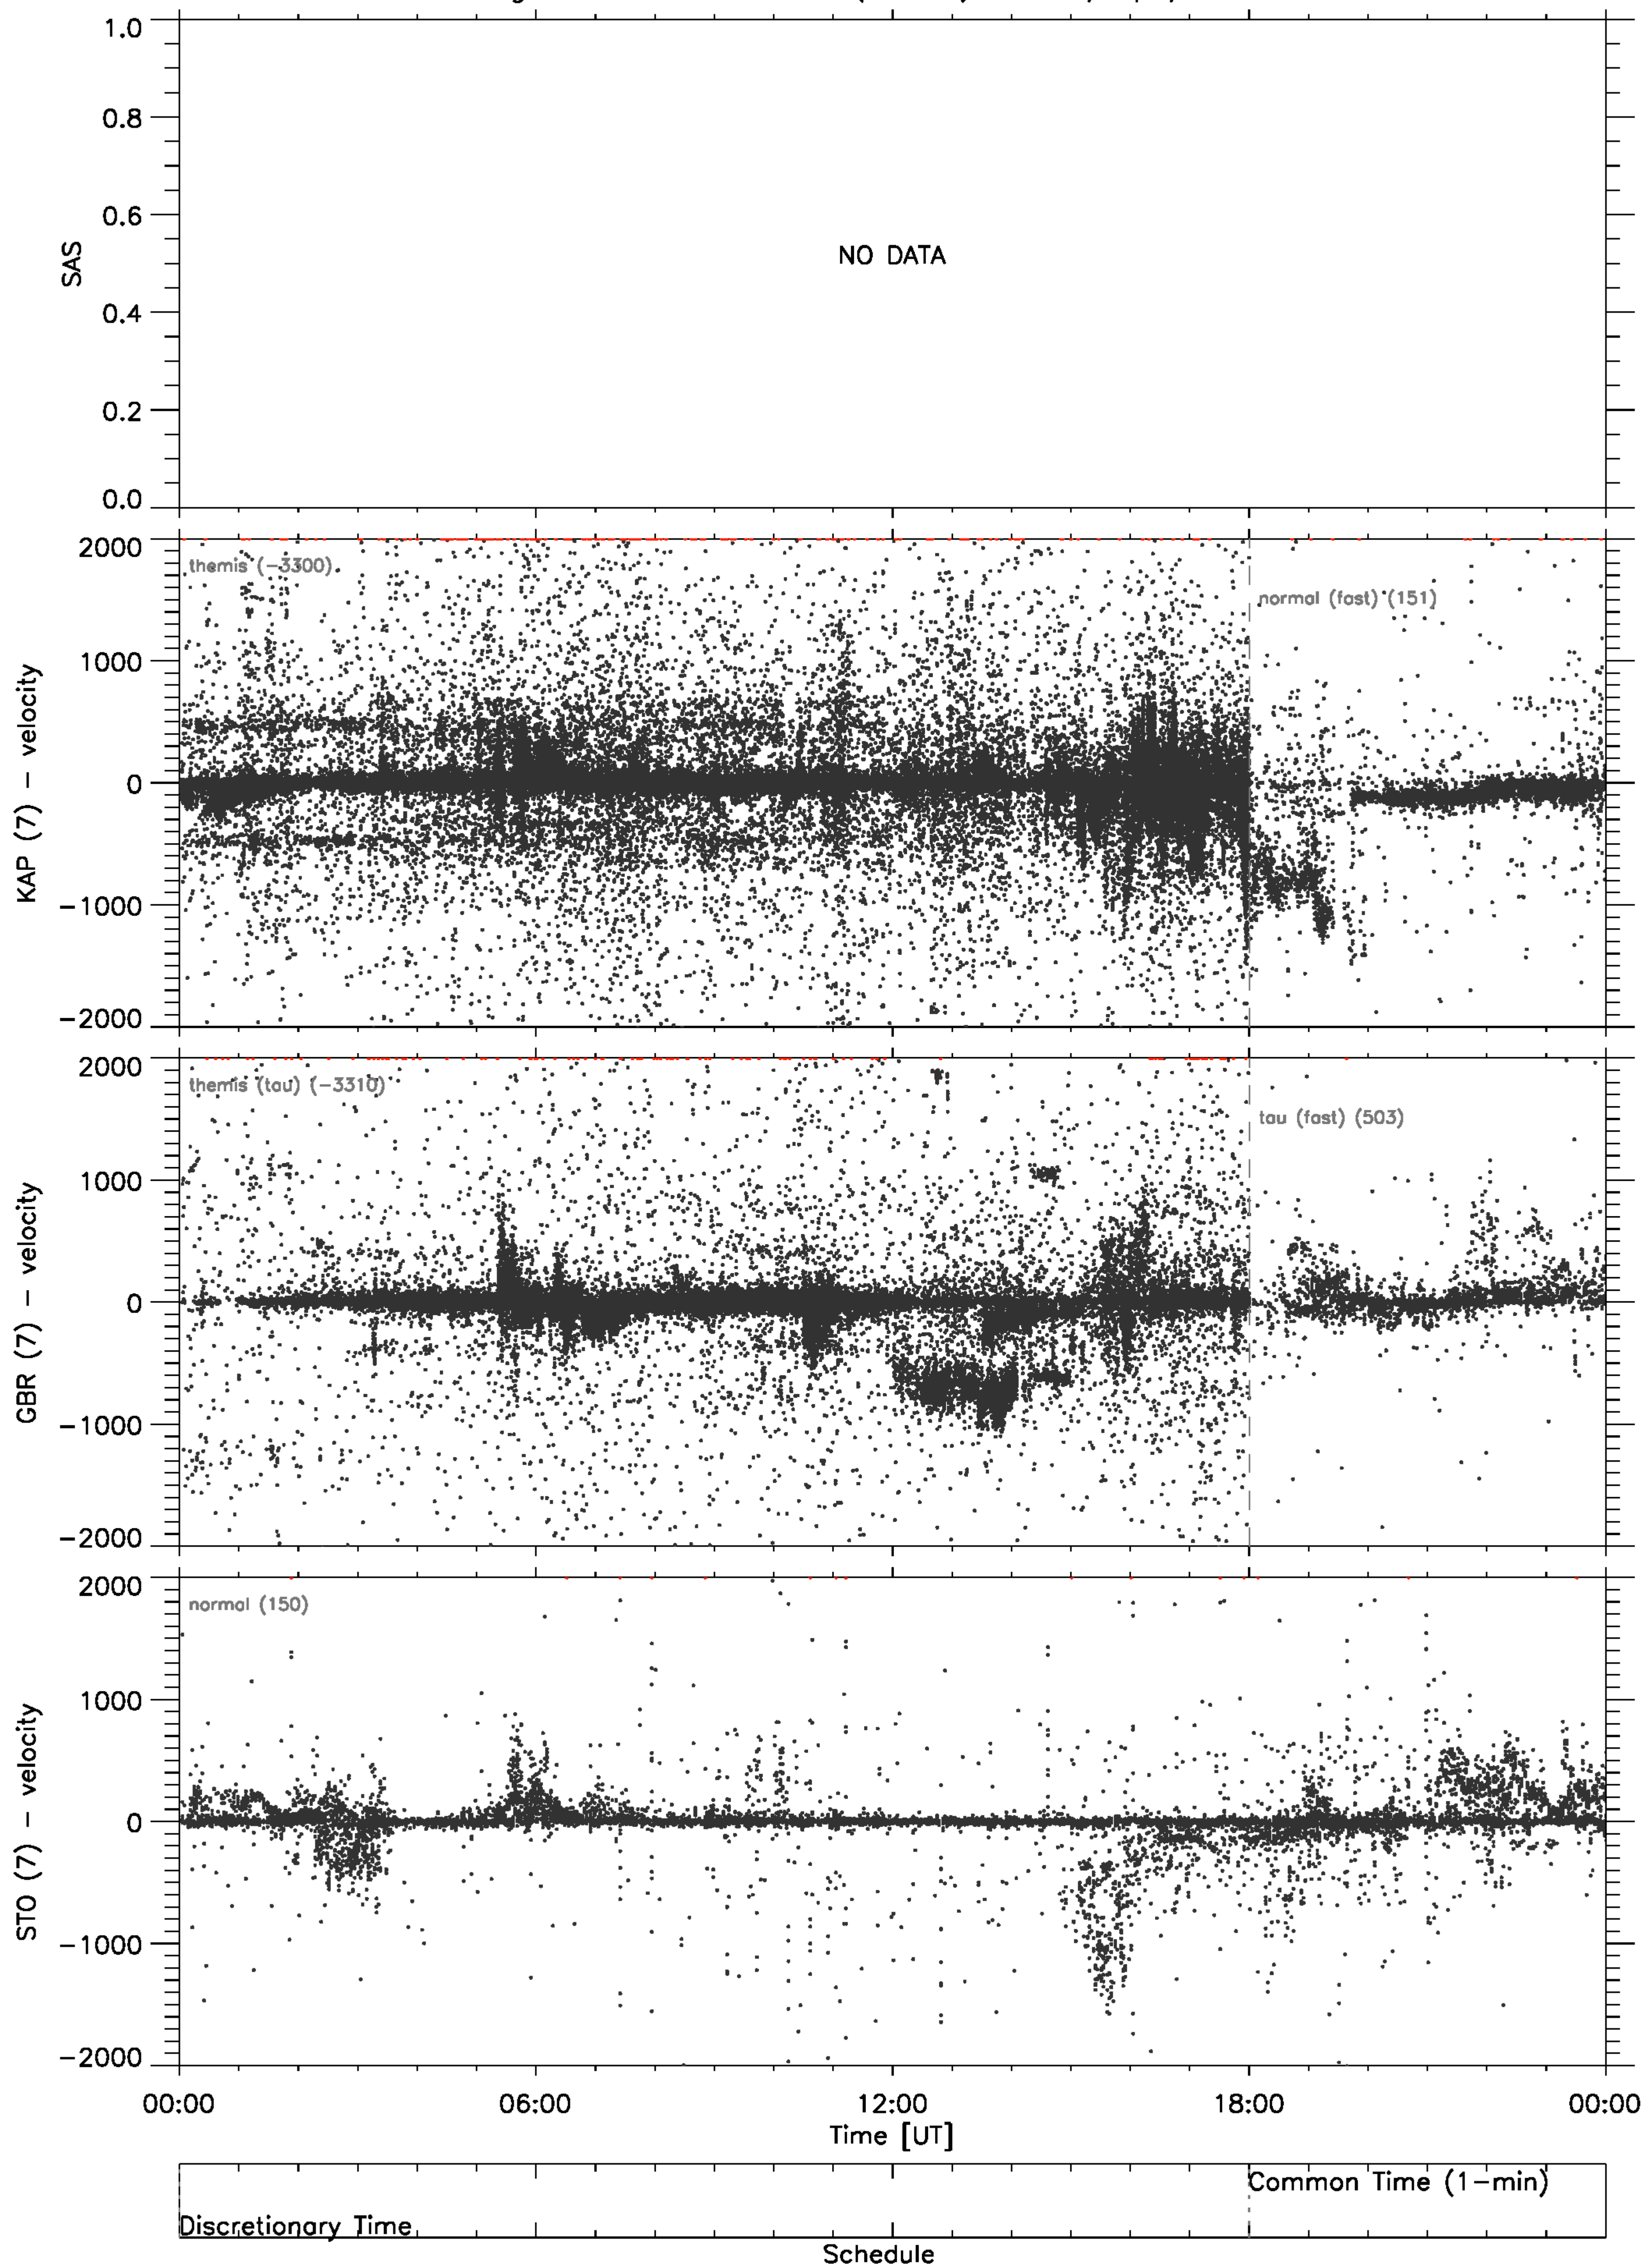 1.0
0.8
0.6
0.4
0.2
0.0
SAS
NO DATA
2000
1000
0
-1000
-2000
KAP (7) - velocity
themis (-3300)
normal (fast) (151)
2000
1000
0
-1000
-2000
GBR (7) - velocity
themis (tau) (-3310)
tau (fast) (503)
2000
1000
0
-1000
-2000
STO (7) - velocity
normal (150)
00:00 06:00 12:00 18:00 00:00
Time [UT]
Common Time (1-min)
Discretionary Time
Schedule